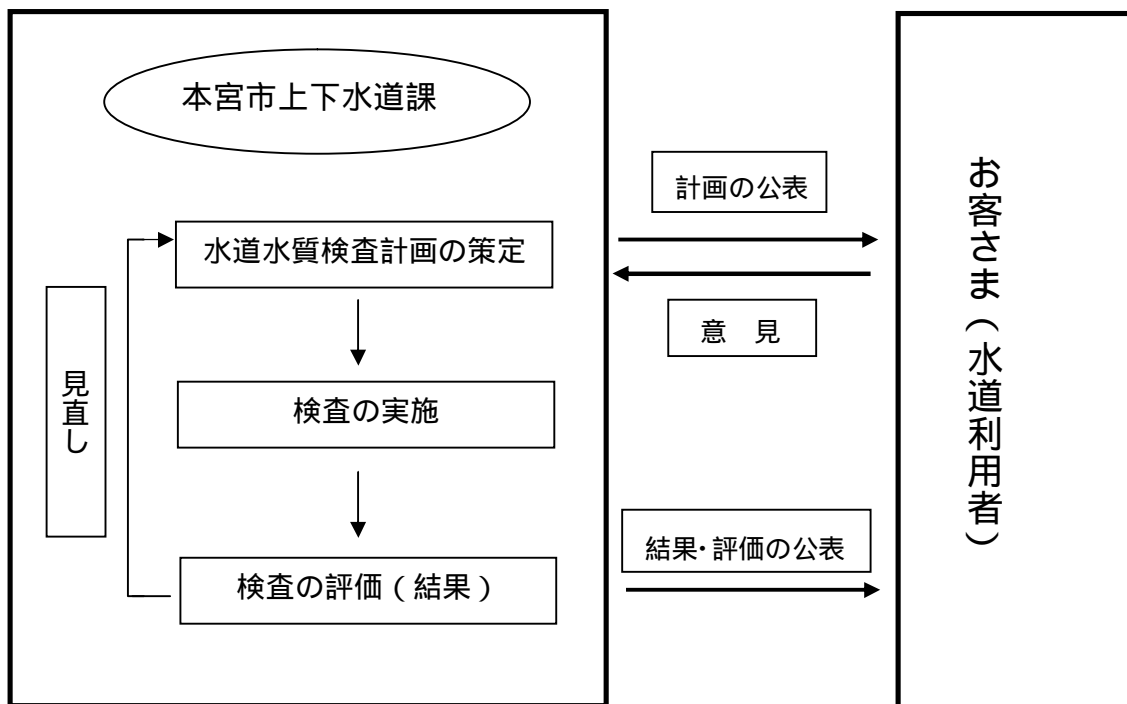 本宮市上下水道課
計画の公表
水道水質検査計画の策定
意　見
見直し
検査の実施
結果・評価の公表
検査の評価（結果）
お客さま（水道利用者）